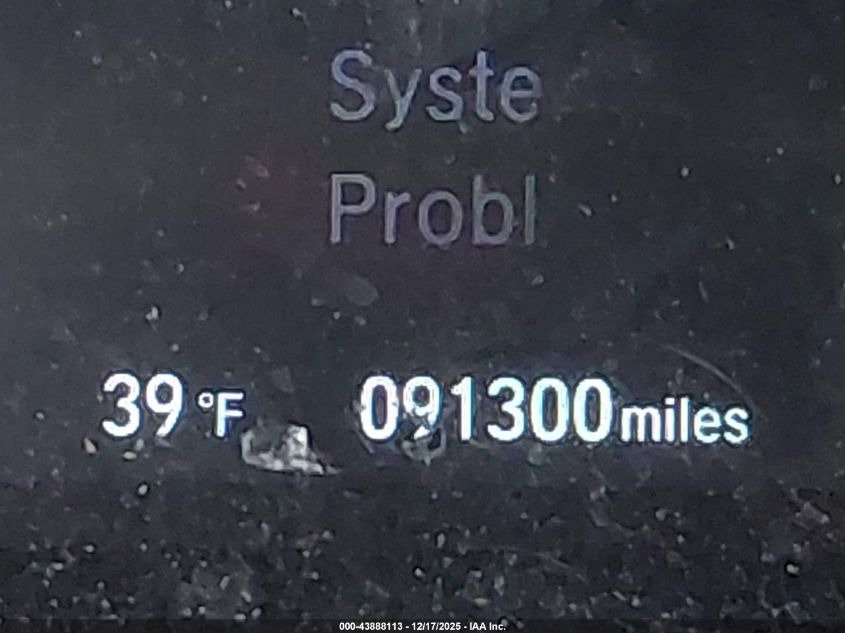 Syste
Probl
39 °F 091300 miles
000-43888113 - 12/17/2025 - IAA Inc.